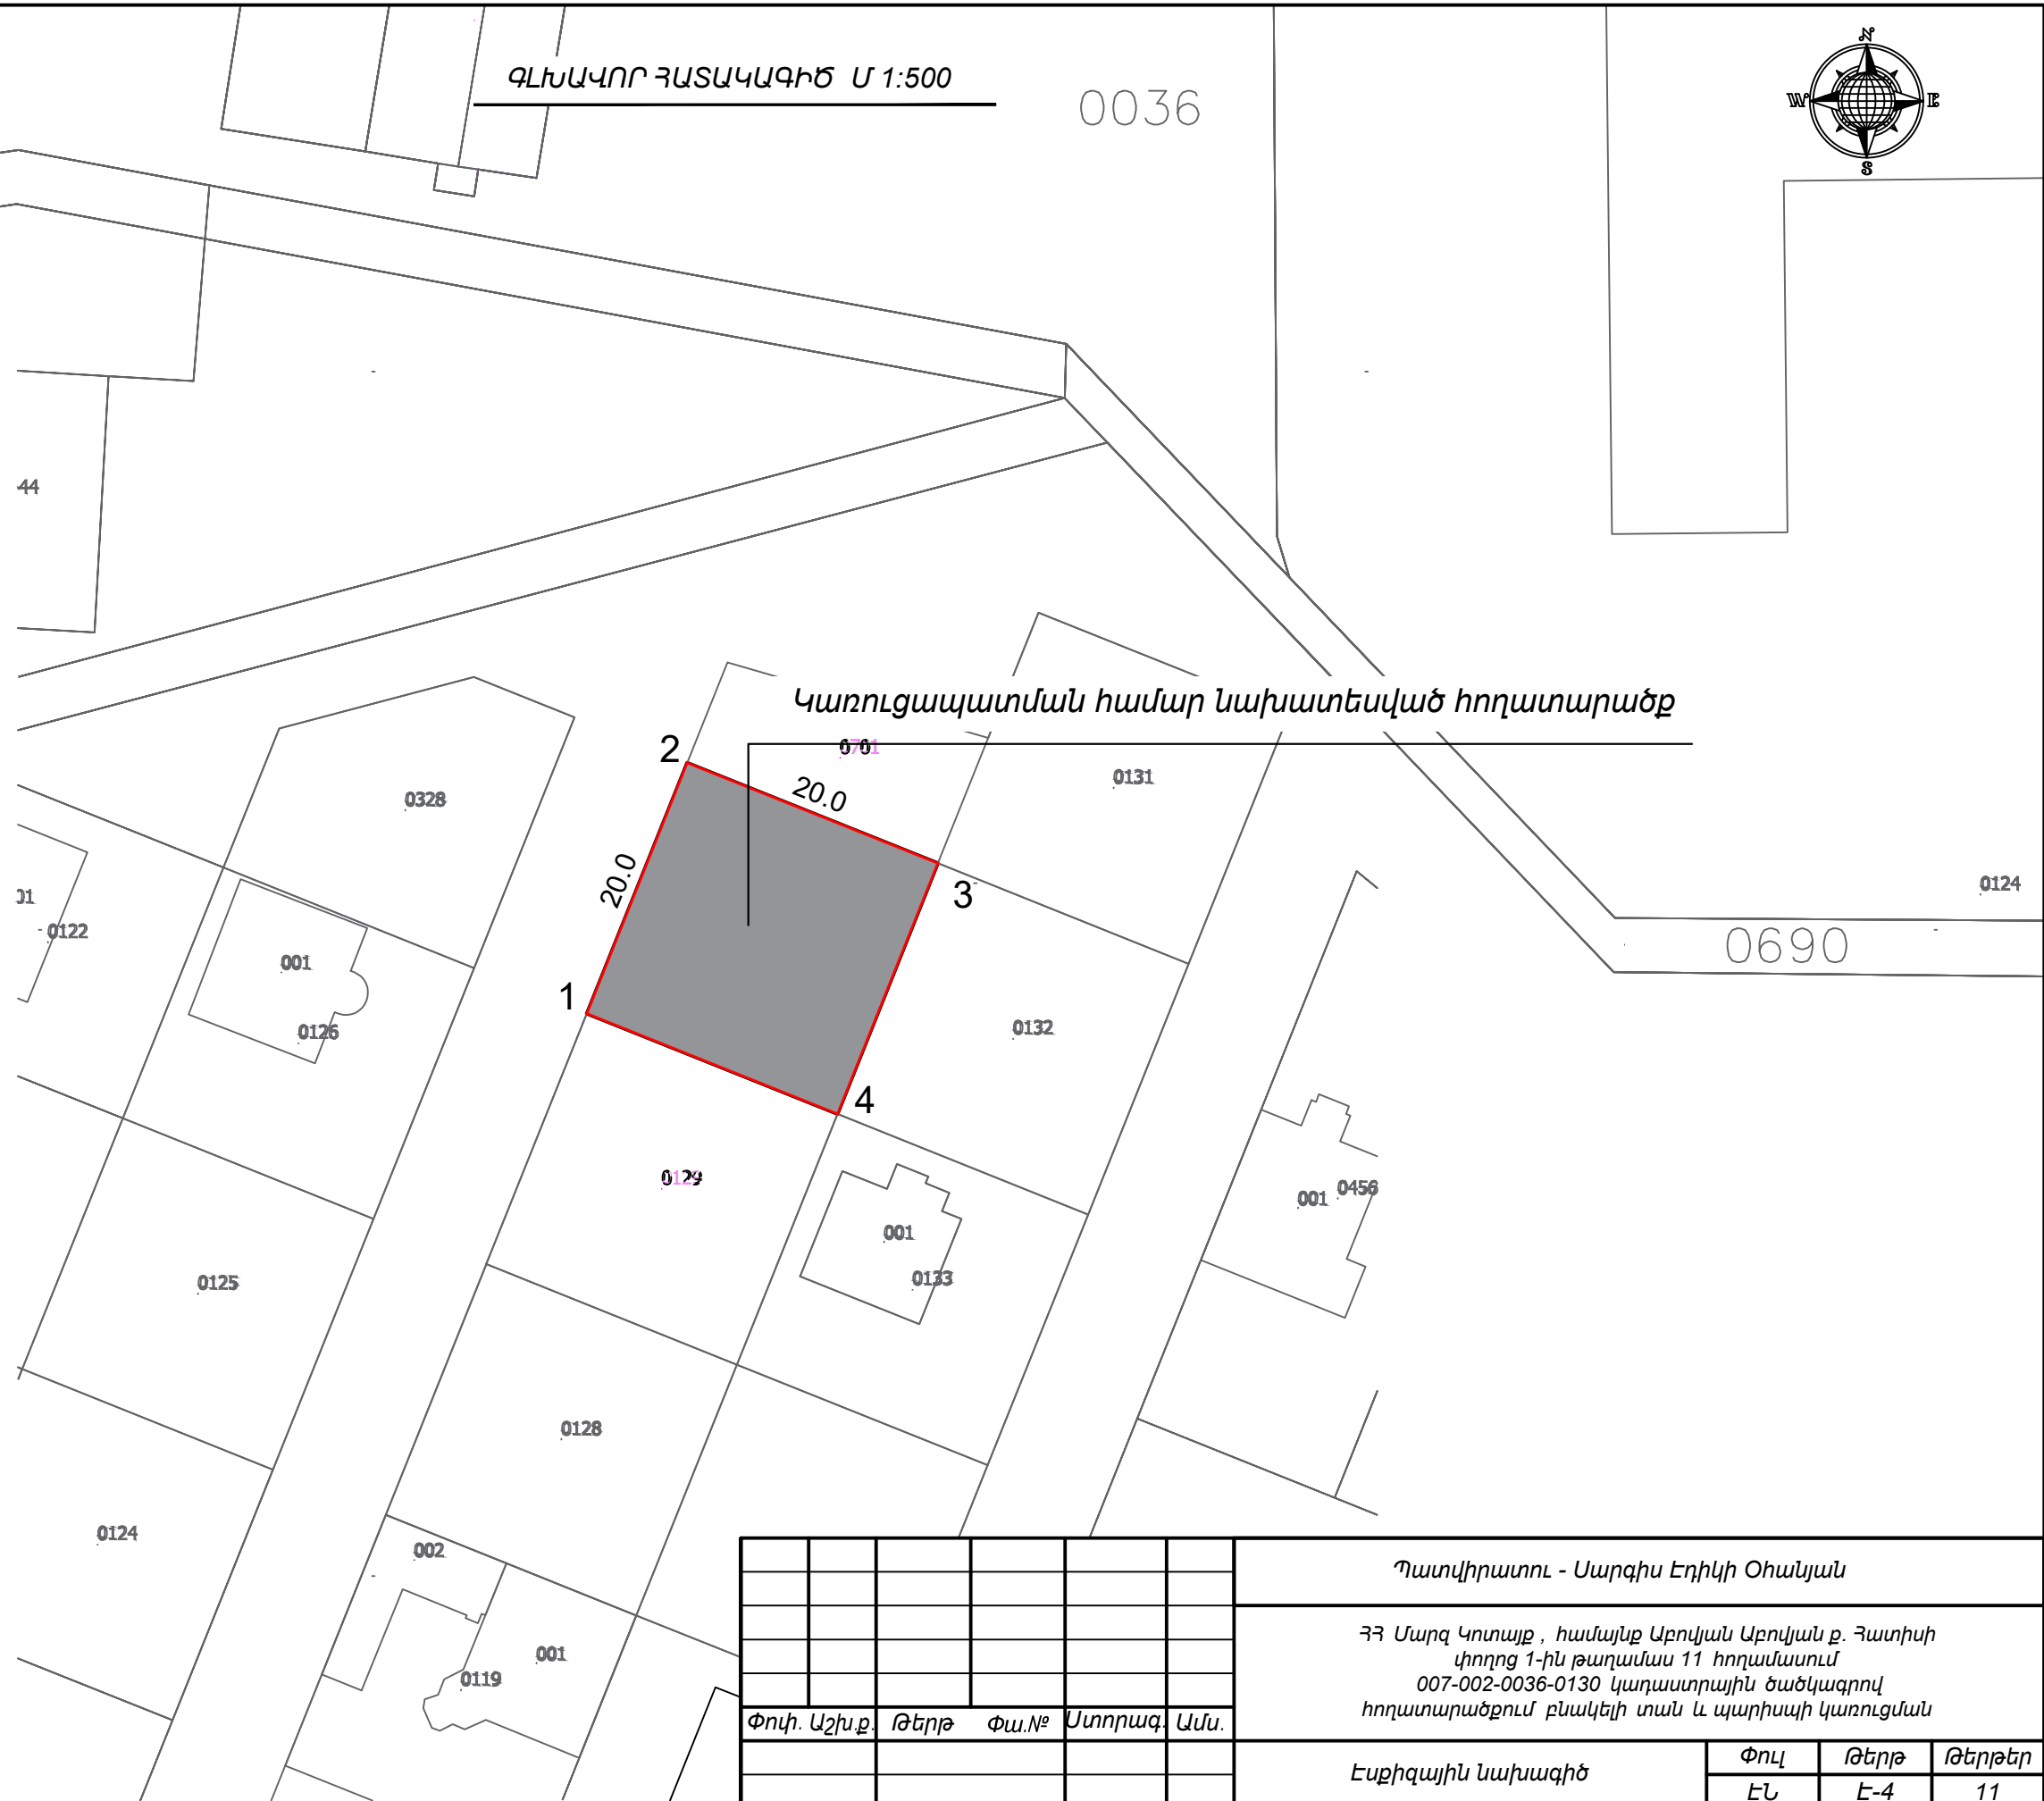 ԳԼԽԱՎՈՐ ՀԱՏԱԿԱԳԻԾ Մ 1:500
0036
N
W
E
S
44
Կառուցապատման համար նախատեսված հողատարածք
2
20.0
0131
0328
20.0
3
0124
01
0122
0690
001
1
0126
0132
4
0129
001
0456
001
0133
0125
0128
0124
002
001
0119
Պատվիրատու - Սարգիս Էդիկի Օհանյան
ՀՀ Մարզ Կոտայք , համայնք Աբովյան Աբովյան ք. Հատիսի
փողոց 1-ին թաղամաս 11 հողամասում
007-002-0036-0130 կադաստրային ծածկագրով
հողատարածքում բնակելի տան և պարիսպի կառուցման
Փոփ. Աշխ.ք. Թերթ Փա.№ Ստորագ. Ամս.
Էսքիզային նախագիծ
Փուլ Թերթ Թերթեր
ԷՆ Է-4 11